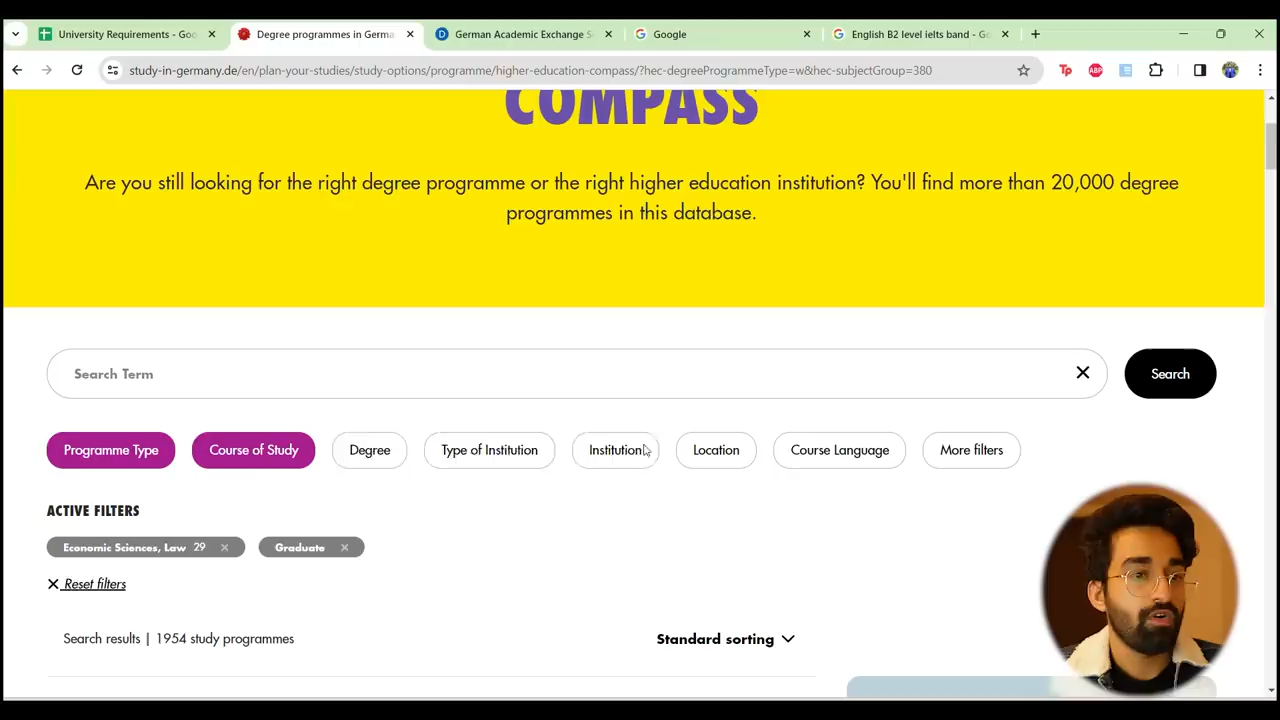 University Requirements - Goo
Degree programmes in Germa
German Academic Exchange S
Google
English B2 level ielts band - Go
study-in-germany.de/en/plan-your-studies/study-options/programme/higher-education-compass/?hec-degreeProgrammeType=w&hec-subjectGroup=380
Tp
ABP
COMPASS
Are you still looking for the right degree programme or the right higher education institution? You'll find more than 20,000 degree
programmes in this database.
Search Term
Search
Programme Type
Course of Study
Degree
Type of Institution
Institution
Location
Course Language
More filters
ACTIVE FILTERS
Economic Sciences, Law 29
Graduate
Reset filters
Search results | 1954 study programmes
Standard sorting